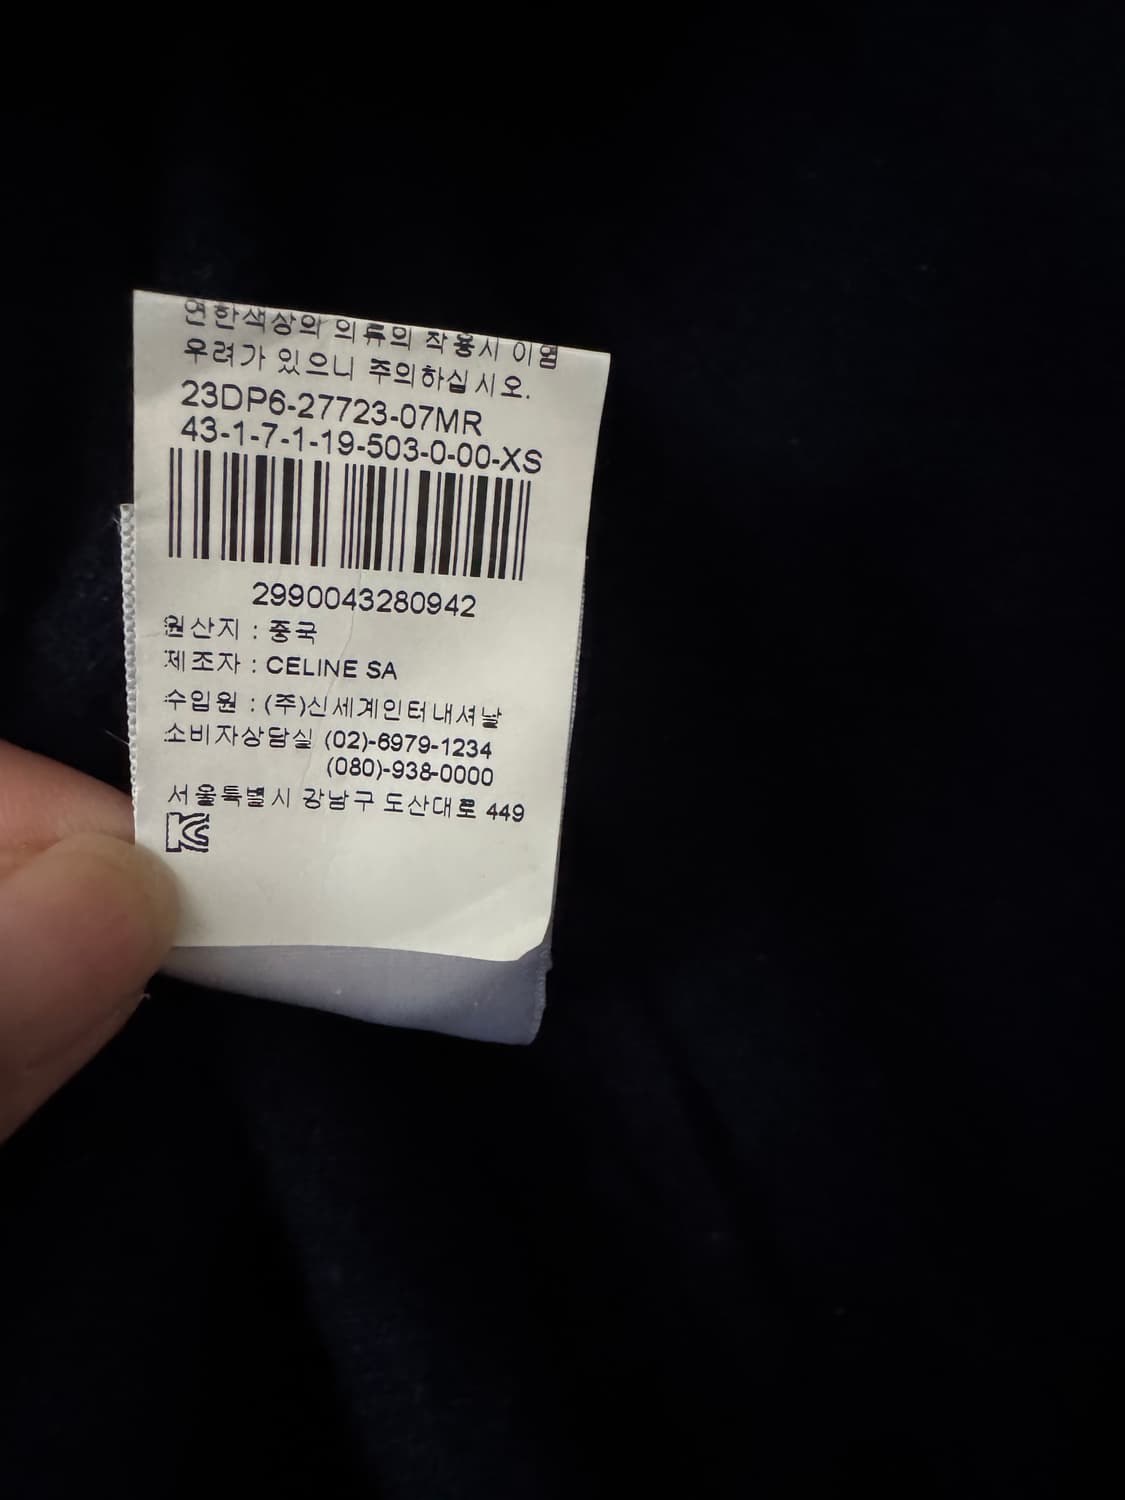 연한색상의 의류의 작용시 이염
우려가 있으니 주의하십시오.
23DP6-27723-07MR
43-1-7-1-19-503-0-00-XS
2990043280942
원산지 : 중국
제조자 : CELINE SA
수입원 : (주)신세계인터내셔날
소비자상담실 (02)-6979-1234
(080)-938-0000
서울특별시 강남구 도산대로 449
KC